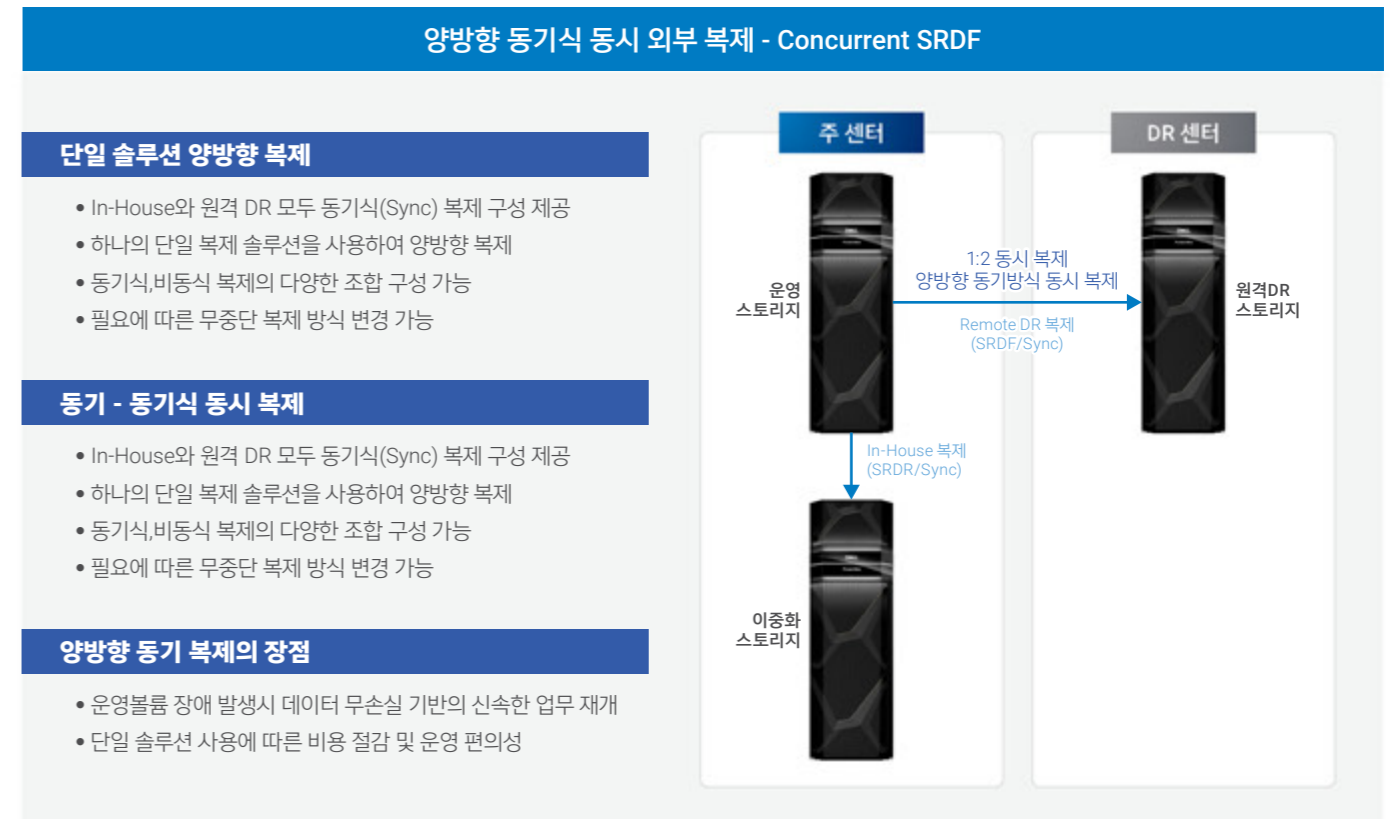 양방향 동기식 동시 외부 복제 - Concurrent SRDF
단일 솔루션 양방향 복제
• In-House와 원격 DR 모두 동기식(Sync) 복제 구성 제공
• 하나의 단일 복제 솔루션을 사용하여 양방향 복제
• 동기식,비동식 복제의 다양한 조합 구성 가능
• 필요에 따른 무중단 복제 방식 변경 가능
동기 - 동기식 동시 복제
• In-House와 원격 DR 모두 동기식(Sync) 복제 구성 제공
• 하나의 단일 복제 솔루션을 사용하여 양방향 복제
• 동기식,비동식 복제의 다양한 조합 구성 가능
• 필요에 따른 무중단 복제 방식 변경 가능
양방향 동기 복제의 장점
• 운영볼륨 장애 발생시 데이터 무손실 기반의 신속한 업무 재개
• 단일 솔루션 사용에 따른 비용 절감 및 운영 편의성
주 센터
DR 센터
운영
스토리지
1:2 동시 복제
양방향 동기방식 동시 복제
Remote DR 복제
(SRDF/Sync)
원격DR
스토리지
In-House 복제
(SRDR/Sync)
이중화
스토리지